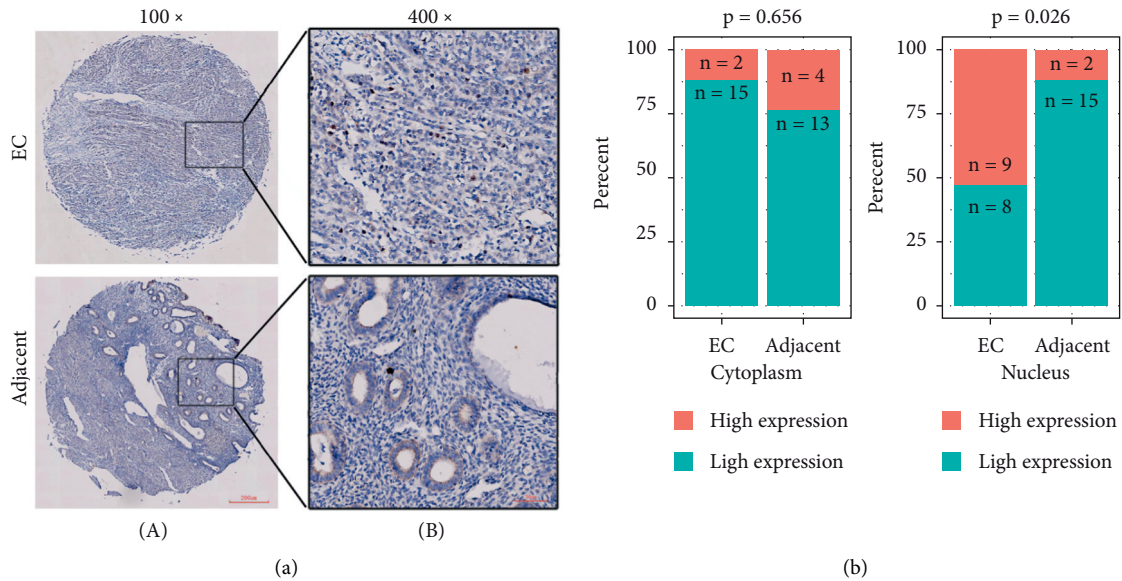 100 ×
400 ×
EC
Adjacent
200um
(A)
(B)
(a)
p = 0.656
Perecent
100
75
50
25
0
n = 2
n = 15
n = 4
n = 13
EC
Adjacent
Cytoplasm
High expression
Ligh expression
p = 0.026
Perecent
100
75
50
25
0
n = 9
n = 8
n = 2
n = 15
EC
Adjacent
Nucleus
High expression
Ligh expression
(b)